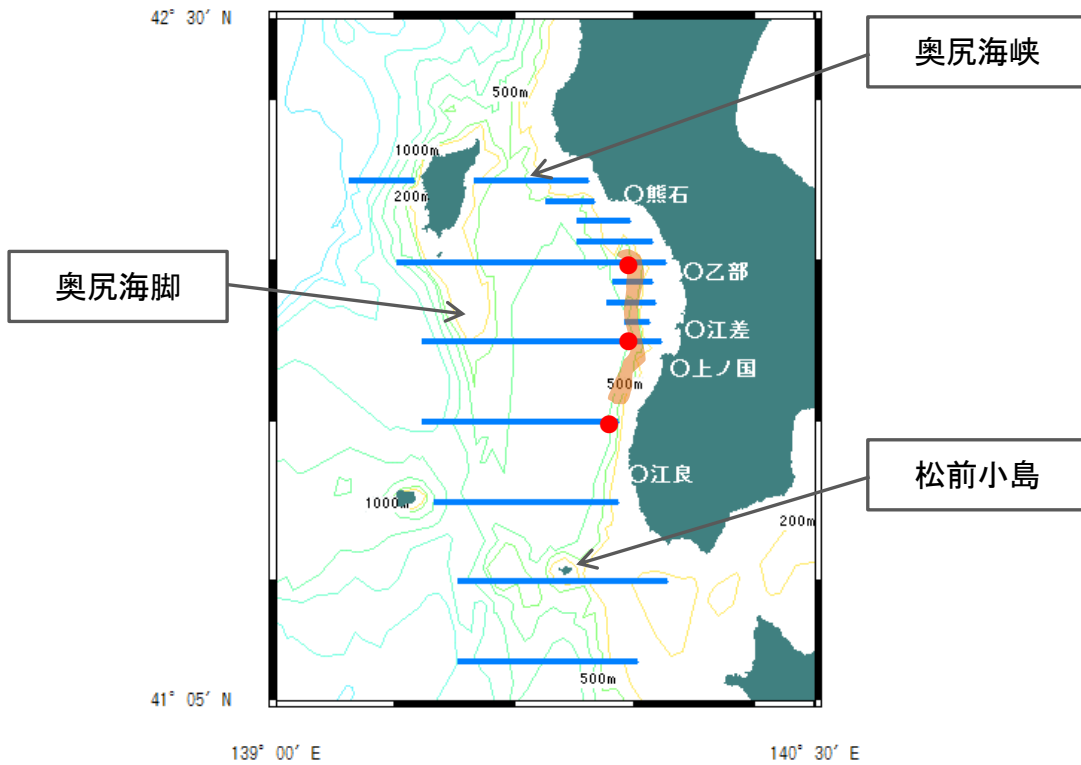 42° 30′ N
奥尻海峡
500m
1000m
200m
○熊石
奥尻海脚
○乙部
○江差
○上ノ国
500m
松前小島
○江良
1000m
200m
500m
41° 05′ N
139° 00′ E
140° 30′ E